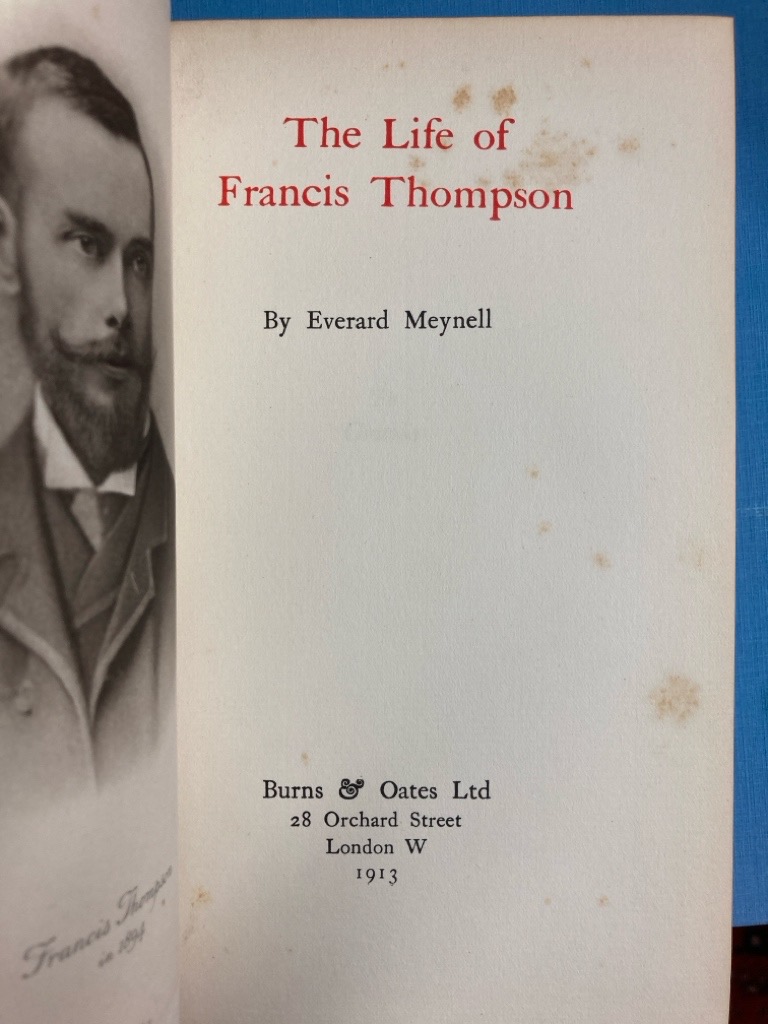 The Life of
Francis Thompson
By Everard Meynell
Burns & Oates Ltd
28 Orchard Street
London W
1913
Francis Thompson
in 1894